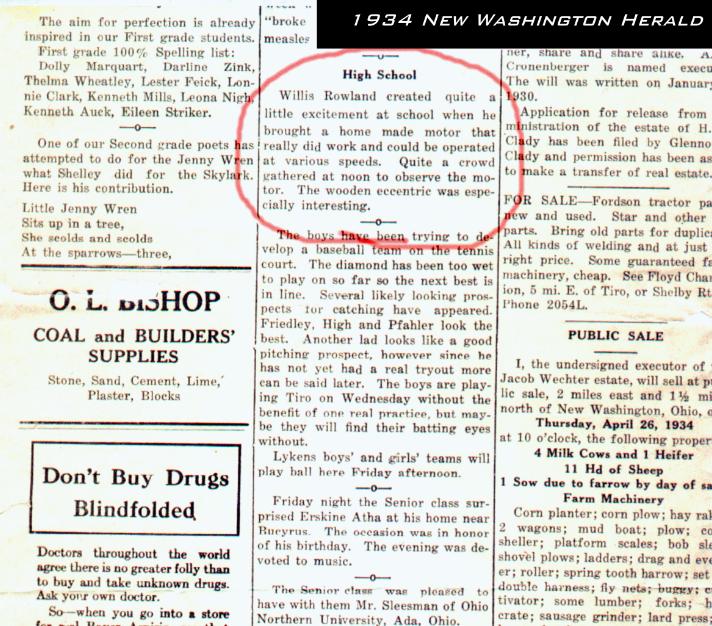 1934 New Washington Herald
The aim for perfection is already
inspired in our First grade students.
First grade 100% Spelling list:
Dolly Marquart, Darline Zink,
Thelma Wheatley, Lester Feick, Lon-
nie Clark, Kenneth Mills, Leona Nigh,
Kenneth Auck, Eileen Striker.
One of our Second grade poets has
attempted to do for the Jenny Wren
what Shelley did for the Skylark.
Here is his contribution.
Little Jenny Wren
Sits up in a tree,
She scolds and scolds
At the sparrows—three,
O. L. BISHOP
COAL and BUILDERS'
SUPPLIES
Stone, Sand, Cement, Lime,
Plaster, Blocks
Don't Buy Drugs
Blindfolded
Doctors throughout the world
agree there is no greater folly than
to buy and take unknown drugs.
Ask your own doctor.
So—when you go into a store
"broke
measles
High School
Willis Rowland created quite a
little excitement at school when he
brought a home made motor that
really did work and could be operated
at various speeds. Quite a crowd
gathered at noon to observe the mo-
tor. The wooden eccentric was espe-
cially interesting.
The boys have been trying to de-
velop a baseball team on the tennis
court. The diamond has been too wet
to play on so far so the next best is
in line. Several likely looking pros-
pects for catching have appeared.
Friedley, High and Pfahler look the
best. Another lad looks like a good
pitching prospect, however since he
has not yet had a real tryout more
can be said later. The boys are play-
ing Tiro on Wednesday without the
benefit of one real practice, but may-
be they will find their batting eyes
without.
Lykens boys' and girls' teams will
play ball here Friday afternoon.
Friday night the Senior class sur-
prised Erskine Atha at his home near
Bucyrus. The occasion was in honor
of his birthday. The evening was de-
voted to music.
The Senior class was pleased to
have with them Mr. Sleesman of Ohio
Northern University, Ada, Ohio.
her, share and share alike.
Cronenberger is named execu
The will was written on January
1930.
Application for release from
ministration of the estate of H.
Clady has been filed by Glenno
Clady and permission has been as
to make a transfer of real estate.
FOR SALE—Fordson tractor pa
new and used. Star and other
parts. Bring old parts for duplic
All kinds of welding and at just
right price. Some guaranteed fa
machinery, cheap. See Floyd Cha
ion, 5 mi. E. of Tiro, or Shelby Rt
Phone 2054L.
PUBLIC SALE
I, the undersigned executor of
Jacob Wechter estate, will sell at pu
lic sale, 2 miles east and 1½ mi
north of New Washington, Ohio, o
Thursday, April 26, 1934
at 10 o'clock, the following proper
4 Milk Cows and 1 Heifer
11 Hd of Sheep
1 Sow due to farrow by day of sa
Farm Machinery
Corn planter; corn plow; hay rak
2 wagons; mud boat; plow; co
sheller; platform scales; bob sle
shovel plows; ladders; drag and eve
er; roller; spring tooth harrow; set
double harness; fly nets; buggy; cu
tivator; some lumber; forks; h
crate; sausage grinder; lard press;